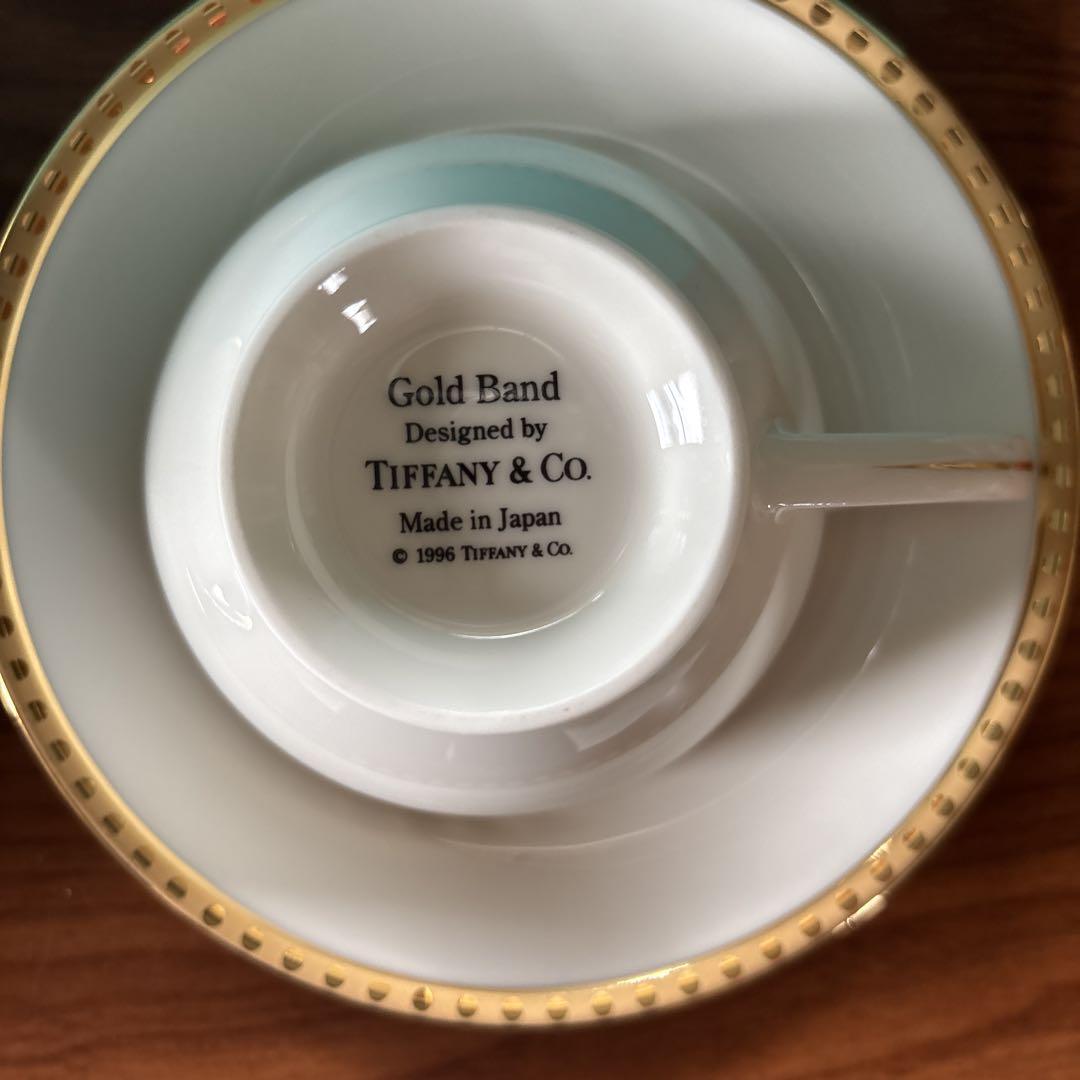 Gold Band
Designed by
TIFFANY & CO.
Made in Japan
© 1996 TIFFANY & CO.